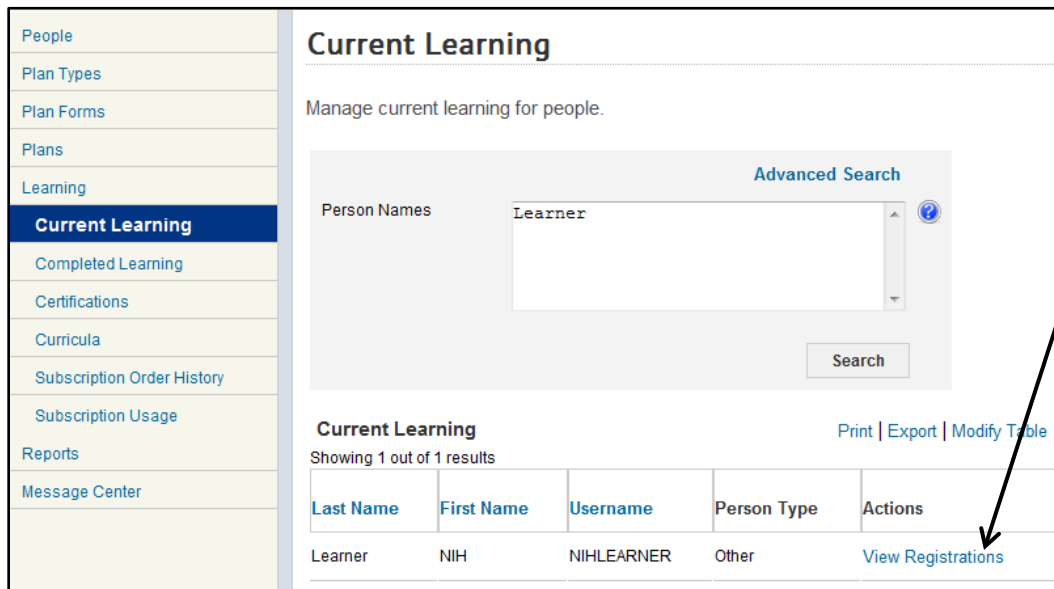 People
Plan Types
Plan Forms
Plans
Learning
Current Learning
Completed Learning
Certifications
Curricula
Subscription Order History
Subscription Usage
Reports
Message Center
Current Learning
Manage current learning for people.
Advanced Search
Person Names
Learner
?
Search
Current Learning
Print | Export | Modify Table
Showing 1 out of 1 results
Last Name First Name Username Person Type Actions
Learner NIH NIHLEARNER Other View Registrations